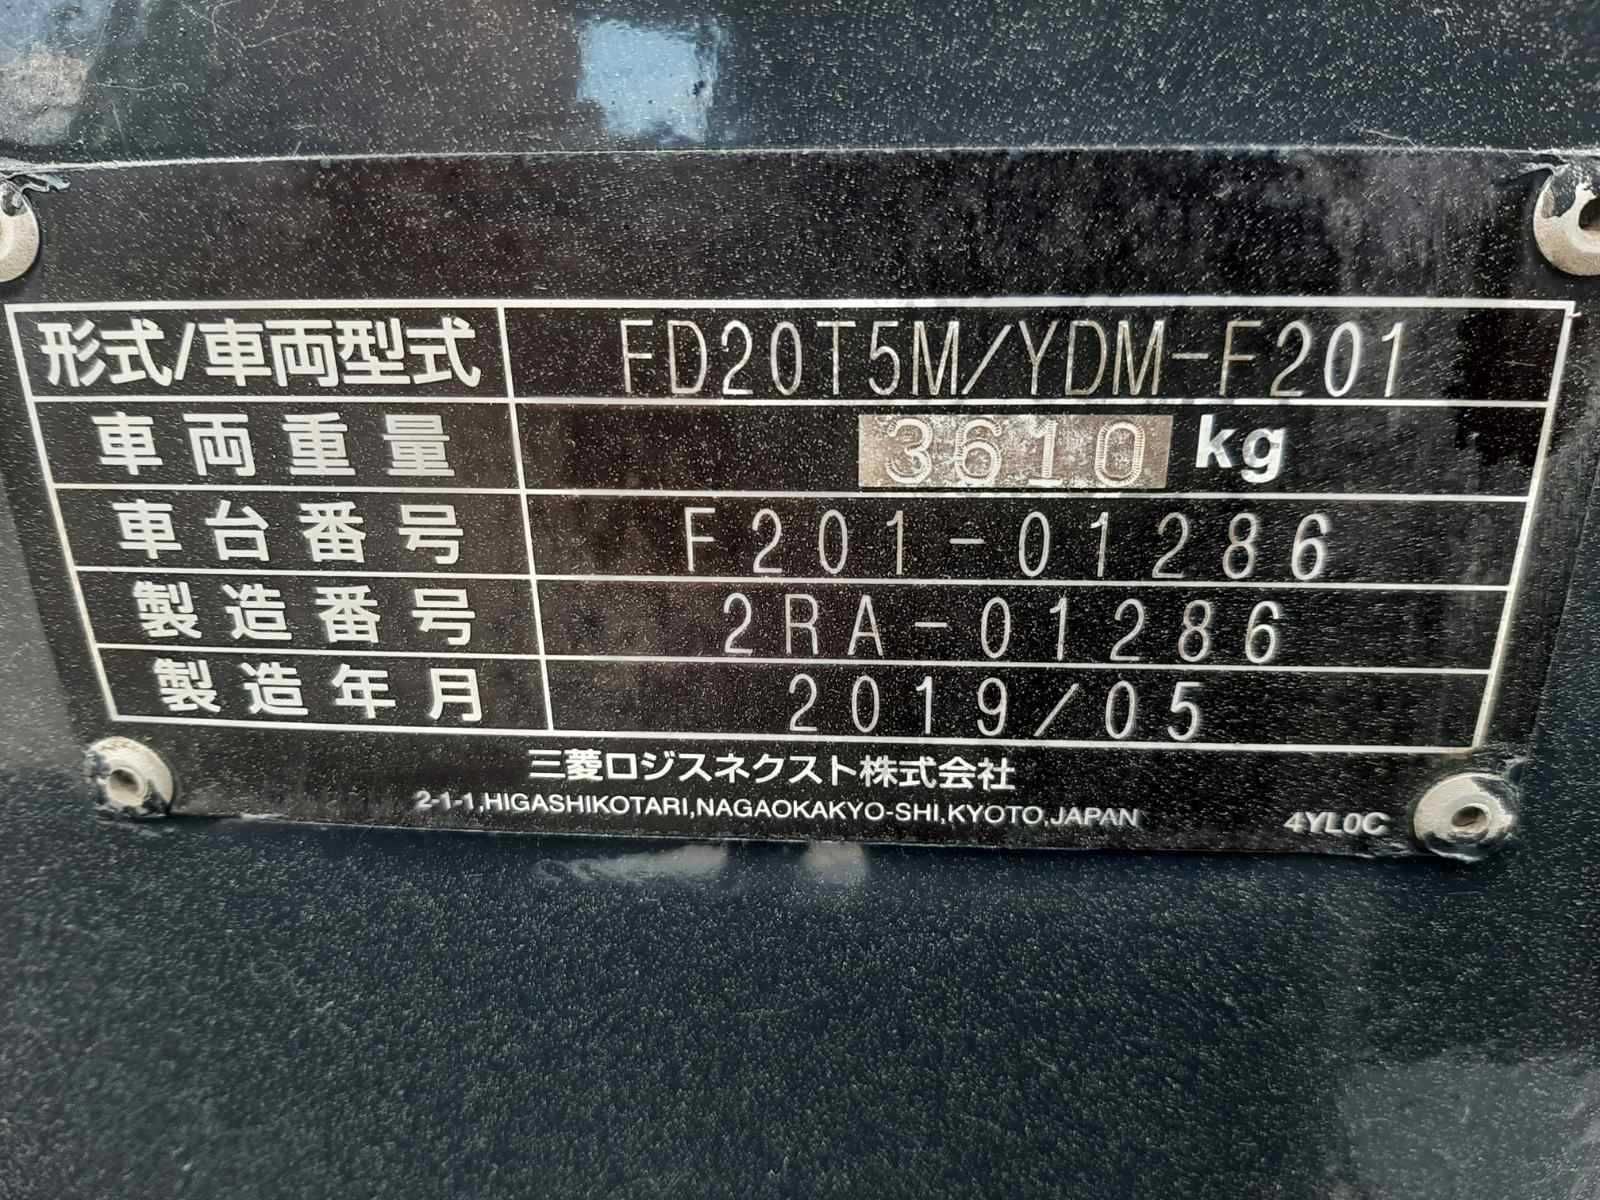 形式/車両型式 FD20T5M/YDM-F201
車両重量 3610 kg
車台番号 F201-01286
製造番号 2RA-01286
製造年月 2019/05
三菱ロジスネクスト株式会社
2-1-1,HIGASHIKOTARI,NAGAOKAKYO-SHI,KYOTO,JAPAN 4YL0C